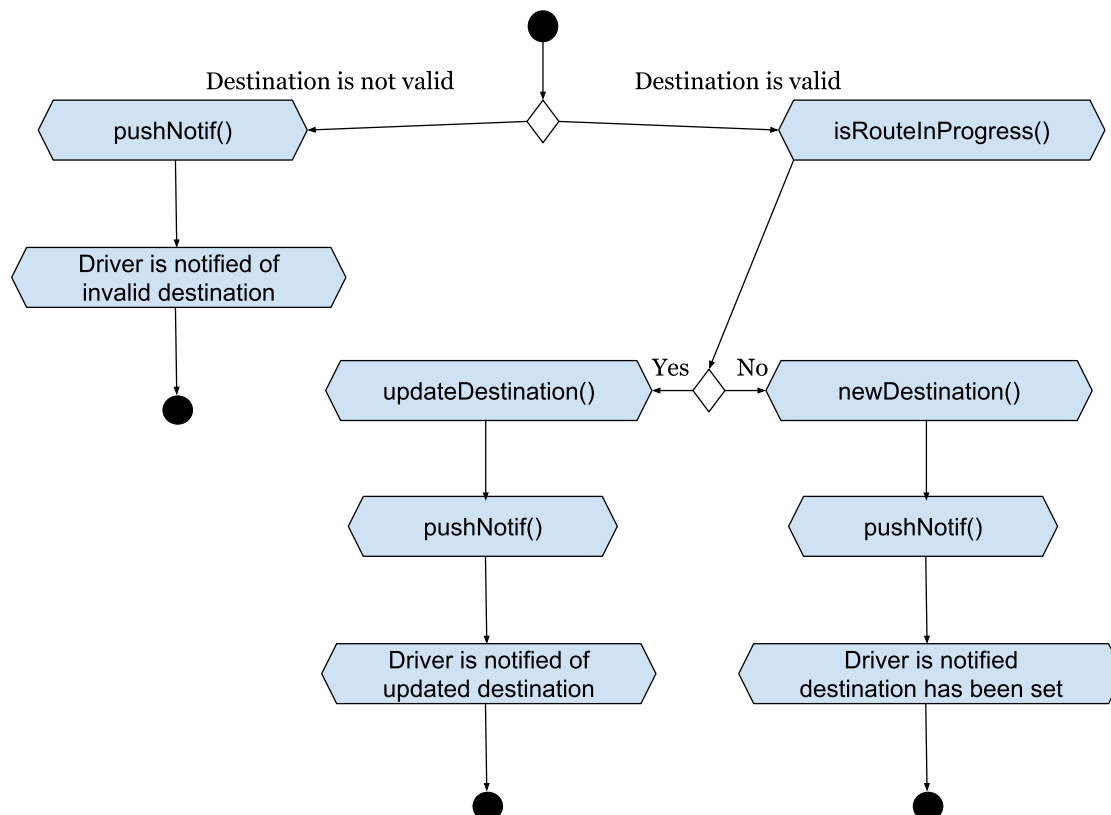 Destination is not valid
Destination is valid
pushNotif()
isRouteInProgress()
Driver is notified of
invalid destination
Yes
No
updateDestination()
newDestination()
pushNotif()
pushNotif()
Driver is notified of
updated destination
Driver is notified
destination has been set